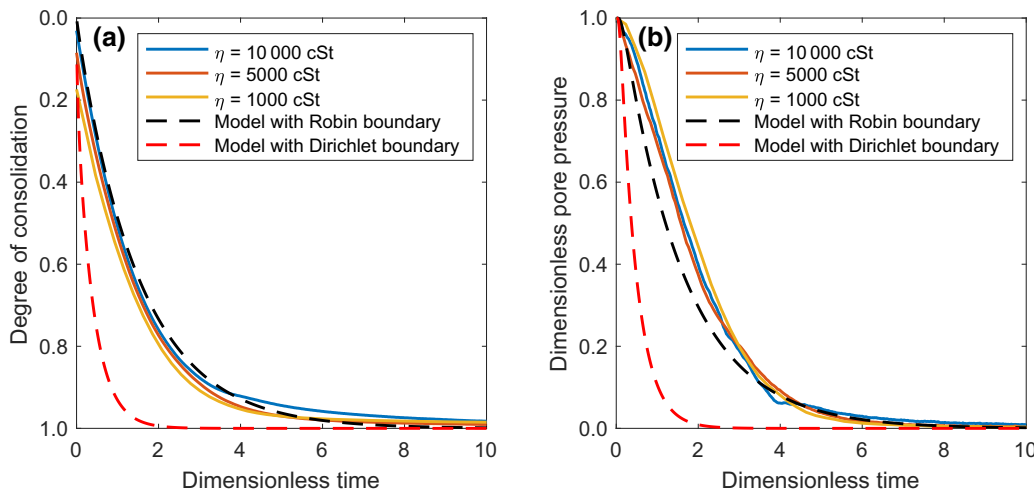 (a)
η = 10 000 cSt
η = 5000 cSt
η = 1000 cSt
Model with Robin boundary
Model with Dirichlet boundary
Degree of consolidation
0.0
0.2
0.4
0.6
0.8
1.0
0 2 4 6 8 10
Dimensionless time
(b)
η = 10 000 cSt
η = 5000 cSt
η = 1000 cSt
Model with Robin boundary
Model with Dirichlet boundary
Dimensionless pore pressure
1.0
0.8
0.6
0.4
0.2
0.0
0 2 4 6 8 10
Dimensionless time